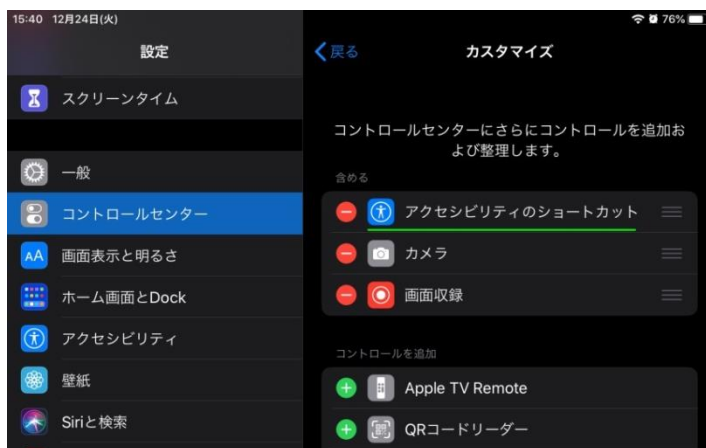 15:40 12月24日(火)
76%
設定
スクリーンタイム
一般
コントロールセンター
AA 画面表示と明るさ
ホーム画面とDock
アクセシビリティ
壁紙
Siriと検索
戻る
カスタマイズ
コントロールセンターにさらにコントロールを追加お
よび整理します。
含める
アクセシビリティのショートカット
カメラ
画面収録
コントロールを追加
Apple TV Remote
QRコードリーダー